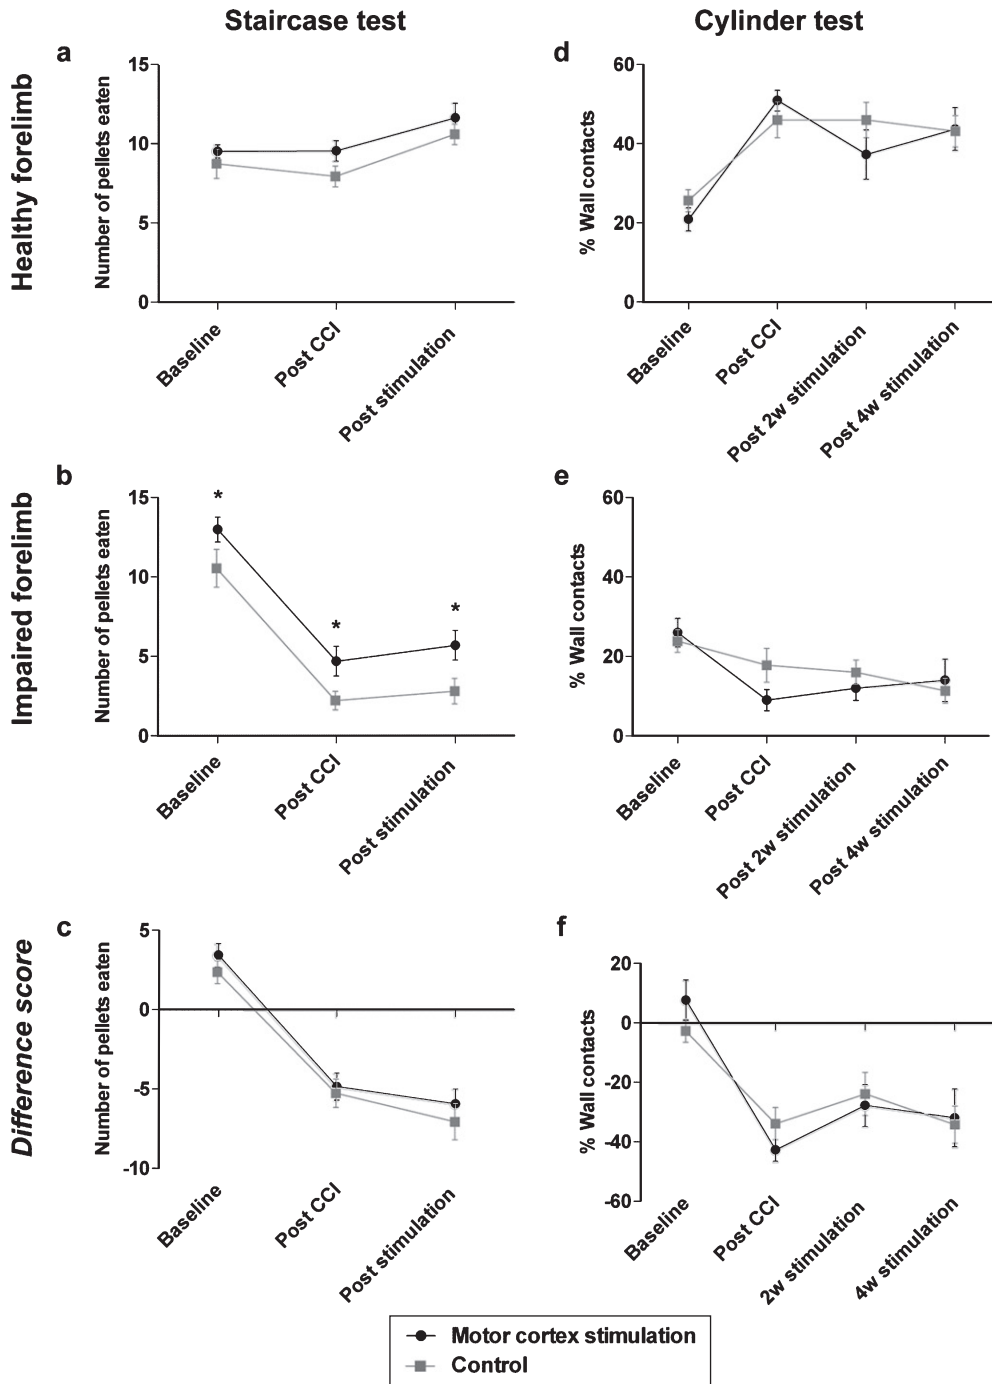 Staircase test
Cylinder test
Healthy forelimb
a
Number of pellets eaten
15
10
5
0
Baseline
Post CCI
Post stimulation
d
% Wall contacts
60
40
20
0
Baseline
Post CCI
Post 2w stimulation
Post 4w stimulation
Impaired forelimb
b
Number of pellets eaten
15
10
5
0
*
*
*
Baseline
Post CCI
Post stimulation
e
% Wall contacts
60
40
20
0
Baseline
Post CCI
Post 2w stimulation
Post 4w stimulation
Difference score
c
Number of pellets eaten
5
0
-5
-10
Baseline
Post CCI
Post stimulation
f
% Wall contacts
20
0
-20
-40
-60
Baseline
Post CCI
2w stimulation
4w stimulation
Motor cortex stimulation
Control